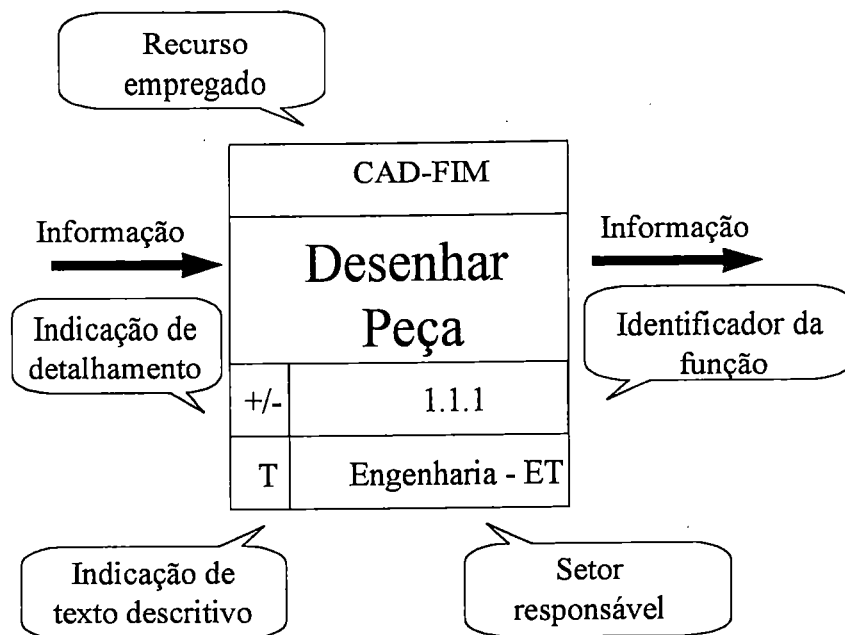 Recurso
empregado
CAD-FIM
Informação
Informação
Desenhar
Peça
Indicação de
detalhamento
Identificador da
função
+/-
1.1.1
T
Engenharia - ET
Indicação de
texto descritivo
Setor
responsável